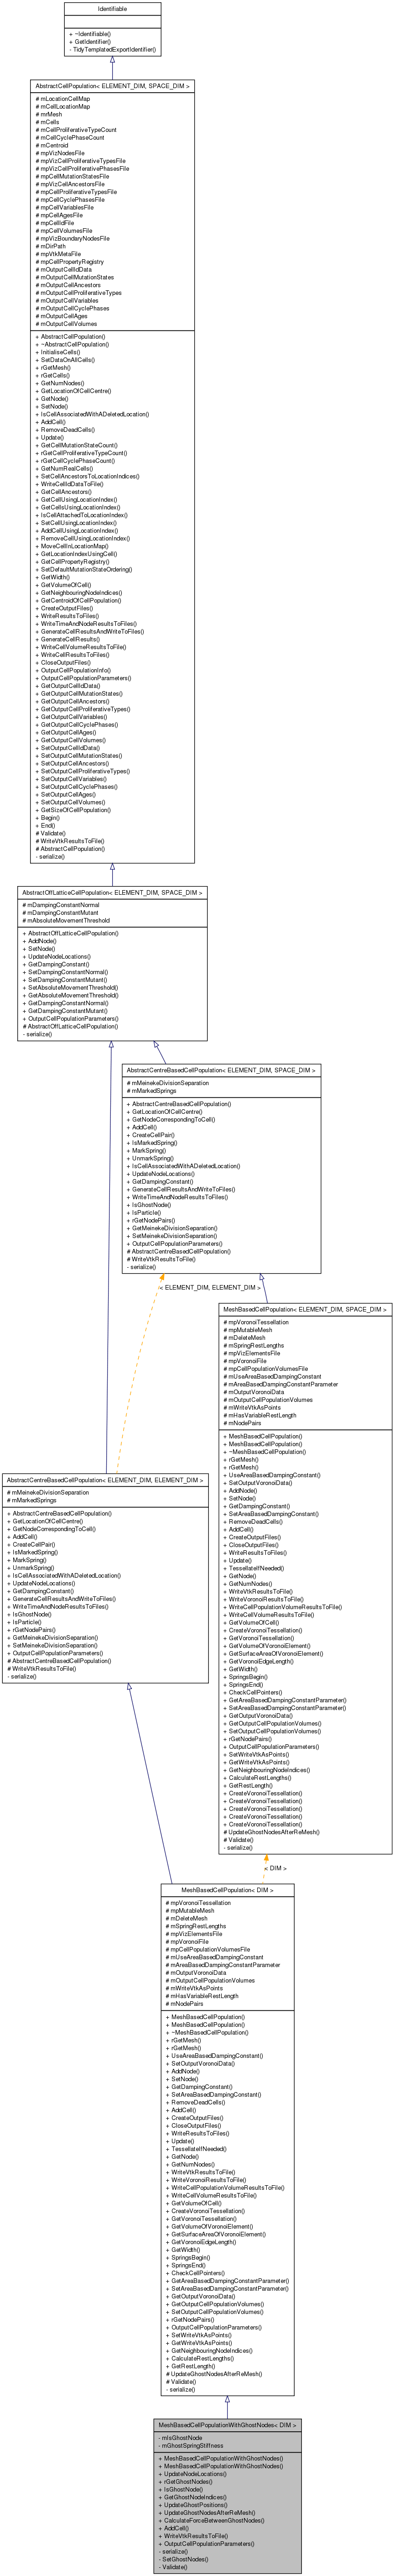 Identifiable
+ ~Identifiable()
+ GetIdentifier()
- TidyTemplatedExportIdentifier()
AbstractCellPopulation< ELEMENT_DIM, SPACE_DIM >
# mLocationCellMap
# mCellLocationMap
# mrMesh
# mCells
# mCellProliferativeTypeCount
# mCellCyclePhaseCount
# mCentroid
# mpVizNodesFile
# mpVizCellProliferativeTypesFile
# mpVizCellProliferativePhasesFile
# mpCellMutationStatesFile
# mpVizCellAncestorsFile
# mpCellProliferativeTypesFile
# mpCellCyclePhasesFile
# mpCellVariablesFile
# mpCellAgesFile
# mpCellIdFile
# mpCellVolumesFile
# mpVizBoundaryNodesFile
# mDirPath
# mpVtkMetaFile
# mpCellPropertyRegistry
# mOutputCellIdData
# mOutputCellMutationStates
# mOutputCellAncestors
# mOutputCellProliferativeTypes
# mOutputCellVariables
# mOutputCellCyclePhases
# mOutputCellAges
# mOutputCellVolumes
+ AbstractCellPopulation()
+ ~AbstractCellPopulation()
+ InitialiseCells()
+ SetDataOnAllCells()
+ rGetMesh()
+ rGetCells()
+ GetNumNodes()
+ GetLocationOfCellCentre()
+ GetNode()
+ SetNode()
+ IsCellAssociatedWithADeletedLocation()
+ AddCell()
+ RemoveDeadCells()
+ Update()
+ GetCellMutationStateCount()
+ rGetCellProliferativeTypeCount()
+ rGetCellCyclePhaseCount()
+ GetNumRealCells()
+ SetCellAncestorsToLocationIndices()
+ WriteCellIdDataToFile()
+ GetCellAncestors()
+ GetCellUsingLocationIndex()
+ GetCellsUsingLocationIndex()
+ IsCellAttachedToLocationIndex()
+ SetCellUsingLocationIndex()
+ AddCellUsingLocationIndex()
+ RemoveCellUsingLocationIndex()
+ MoveCellInLocationMap()
+ GetLocationIndexUsingCell()
+ GetCellPropertyRegistry()
+ SetDefaultMutationStateOrdering()
+ GetWidth()
+ GetVolumeOfCell()
+ GetNeighbouringNodeIndices()
+ GetCentroidOfCellPopulation()
+ CreateOutputFiles()
+ WriteResultsToFiles()
+ WriteTimeAndNodeResultsToFiles()
+ GenerateCellResultsAndWriteToFiles()
+ GenerateCellResults()
+ WriteCellVolumeResultsToFile()
+ WriteCellResultsToFiles()
+ CloseOutputFiles()
+ OutputCellPopulationInfo()
+ OutputCellPopulationParameters()
+ GetOutputCellIdData()
+ GetOutputCellMutationStates()
+ GetOutputCellAncestors()
+ GetOutputCellProliferativeTypes()
+ GetOutputCellVariables()
+ GetOutputCellCyclePhases()
+ GetOutputCellAges()
+ GetOutputCellVolumes()
+ SetOutputCellIdData()
+ SetOutputCellMutationStates()
+ SetOutputCellAncestors()
+ SetOutputCellProliferativeTypes()
+ SetOutputCellVariables()
+ SetOutputCellCyclePhases()
+ SetOutputCellAges()
+ SetOutputCellVolumes()
+ GetSizeOfCellPopulation()
+ Begin()
+ End()
# Validate()
# WriteVtkResultsToFile()
# AbstractCellPopulation()
- serialize()
AbstractOffLatticeCellPopulation< ELEMENT_DIM, SPACE_DIM >
# mDampingConstantNormal
# mDampingConstantMutant
# mAbsoluteMovementThreshold
+ AbstractOffLatticeCellPopulation()
+ AddNode()
+ SetNode()
+ UpdateNodeLocations()
+ GetDampingConstant()
+ SetDampingConstantNormal()
+ SetDampingConstantMutant()
+ SetAbsoluteMovementThreshold()
+ GetAbsoluteMovementThreshold()
+ GetDampingConstantNormal()
+ GetDampingConstantMutant()
+ OutputCellPopulationParameters()
# AbstractOffLatticeCellPopulation()
- serialize()
AbstractCentreBasedCellPopulation< ELEMENT_DIM, SPACE_DIM >
# mMeinekeDivisionSeparation
# mMarkedSprings
+ AbstractCentreBasedCellPopulation()
+ GetLocationOfCellCentre()
+ GetNodeCorrespondingToCell()
+ AddCell()
+ CreateCellPair()
+ IsMarkedSpring()
+ MarkSpring()
+ UnmarkSpring()
+ IsCellAssociatedWithADeletedLocation()
+ UpdateNodeLocations()
+ GetDampingConstant()
+ GenerateCellResultsAndWriteToFiles()
+ WriteTimeAndNodeResultsToFiles()
+ IsGhostNode()
+ IsParticle()
+ rGetNodePairs()
+ GetMeinekeDivisionSeparation()
+ SetMeinekeDivisionSeparation()
+ OutputCellPopulationParameters()
# AbstractCentreBasedCellPopulation()
# WriteVtkResultsToFile()
- serialize()
< ELEMENT_DIM, ELEMENT_DIM >
MeshBasedCellPopulation< ELEMENT_DIM, SPACE_DIM >
# mpVoronoiTessellation
# mpMutableMesh
# mDeleteMesh
# mSpringRestLengths
# mpVizElementsFile
# mpVoronoiFile
# mpCellPopulationVolumesFile
# mUseAreaBasedDampingConstant
# mAreaBasedDampingConstantParameter
# mOutputVoronoiData
# mOutputCellPopulationVolumes
# mWriteVtkAsPoints
# mHasVariableRestLength
# mNodePairs
+ MeshBasedCellPopulation()
+ MeshBasedCellPopulation()
+ ~MeshBasedCellPopulation()
+ rGetMesh()
+ rGetMesh()
+ UseAreaBasedDampingConstant()
+ SetOutputVoronoiData()
+ AddNode()
+ SetNode()
+ GetDampingConstant()
+ SetAreaBasedDampingConstant()
+ RemoveDeadCells()
+ AddCell()
+ CreateOutputFiles()
+ CloseOutputFiles()
+ WriteResultsToFiles()
+ Update()
+ TessellateIfNeeded()
+ GetNode()
+ GetNumNodes()
+ WriteVtkResultsToFile()
+ WriteVoronoiResultsToFile()
+ WriteCellPopulationVolumeResultsToFile()
+ WriteCellVolumeResultsToFile()
+ GetVolumeOfCell()
+ CreateVoronoiTessellation()
+ GetVoronoiTessellation()
+ GetVolumeOfVoronoiElement()
+ GetSurfaceAreaOfVoronoiElement()
+ GetVoronoiEdgeLength()
+ GetWidth()
+ SpringsBegin()
+ SpringsEnd()
+ CheckCellPointers()
+ GetAreaBasedDampingConstantParameter()
+ SetAreaBasedDampingConstantParameter()
+ GetOutputVoronoiData()
+ GetOutputCellPopulationVolumes()
+ SetOutputCellPopulationVolumes()
+ rGetNodePairs()
+ OutputCellPopulationParameters()
+ SetWriteVtkAsPoints()
+ GetWriteVtkAsPoints()
+ GetNeighbouringNodeIndices()
+ CalculateRestLengths()
+ GetRestLength()
+ CreateVoronoiTessellation()
+ CreateVoronoiTessellation()
+ CreateVoronoiTessellation()
+ CreateVoronoiTessellation()
+ CreateVoronoiTessellation()
# UpdateGhostNodesAfterReMesh()
# Validate()
- serialize()
AbstractCentreBasedCellPopulation< ELEMENT_DIM, ELEMENT_DIM >
# mMeinekeDivisionSeparation
# mMarkedSprings
+ AbstractCentreBasedCellPopulation()
+ GetLocationOfCellCentre()
+ GetNodeCorrespondingToCell()
+ AddCell()
+ CreateCellPair()
+ IsMarkedSpring()
+ MarkSpring()
+ UnmarkSpring()
+ IsCellAssociatedWithADeletedLocation()
+ UpdateNodeLocations()
+ GetDampingConstant()
+ GenerateCellResultsAndWriteToFiles()
+ WriteTimeAndNodeResultsToFiles()
+ IsGhostNode()
+ IsParticle()
+ rGetNodePairs()
+ GetMeinekeDivisionSeparation()
+ SetMeinekeDivisionSeparation()
+ OutputCellPopulationParameters()
# AbstractCentreBasedCellPopulation()
# WriteVtkResultsToFile()
- serialize()
< DIM >
MeshBasedCellPopulation< DIM >
# mpVoronoiTessellation
# mpMutableMesh
# mDeleteMesh
# mSpringRestLengths
# mpVizElementsFile
# mpVoronoiFile
# mpCellPopulationVolumesFile
# mUseAreaBasedDampingConstant
# mAreaBasedDampingConstantParameter
# mOutputVoronoiData
# mOutputCellPopulationVolumes
# mWriteVtkAsPoints
# mHasVariableRestLength
# mNodePairs
+ MeshBasedCellPopulation()
+ MeshBasedCellPopulation()
+ ~MeshBasedCellPopulation()
+ rGetMesh()
+ rGetMesh()
+ UseAreaBasedDampingConstant()
+ SetOutputVoronoiData()
+ AddNode()
+ SetNode()
+ GetDampingConstant()
+ SetAreaBasedDampingConstant()
+ RemoveDeadCells()
+ AddCell()
+ CreateOutputFiles()
+ CloseOutputFiles()
+ WriteResultsToFiles()
+ Update()
+ TessellateIfNeeded()
+ GetNode()
+ GetNumNodes()
+ WriteVtkResultsToFile()
+ WriteVoronoiResultsToFile()
+ WriteCellPopulationVolumeResultsToFile()
+ WriteCellVolumeResultsToFile()
+ GetVolumeOfCell()
+ CreateVoronoiTessellation()
+ GetVoronoiTessellation()
+ GetVolumeOfVoronoiElement()
+ GetSurfaceAreaOfVoronoiElement()
+ GetVoronoiEdgeLength()
+ GetWidth()
+ SpringsBegin()
+ SpringsEnd()
+ CheckCellPointers()
+ GetAreaBasedDampingConstantParameter()
+ SetAreaBasedDampingConstantParameter()
+ GetOutputVoronoiData()
+ GetOutputCellPopulationVolumes()
+ SetOutputCellPopulationVolumes()
+ rGetNodePairs()
+ OutputCellPopulationParameters()
+ SetWriteVtkAsPoints()
+ GetWriteVtkAsPoints()
+ GetNeighbouringNodeIndices()
+ CalculateRestLengths()
+ GetRestLength()
# UpdateGhostNodesAfterReMesh()
# Validate()
- serialize()
MeshBasedCellPopulationWithGhostNodes< DIM >
- mIsGhostNode
- mGhostSpringStiffness
+ MeshBasedCellPopulationWithGhostNodes()
+ MeshBasedCellPopulationWithGhostNodes()
+ UpdateNodeLocations()
+ rGetGhostNodes()
+ IsGhostNode()
+ GetGhostNodeIndices()
+ UpdateGhostPositions()
+ UpdateGhostNodesAfterReMesh()
+ CalculateForceBetweenGhostNodes()
+ AddCell()
+ WriteVtkResultsToFile()
+ OutputCellPopulationParameters()
- serialize()
- SetGhostNodes()
- Validate()